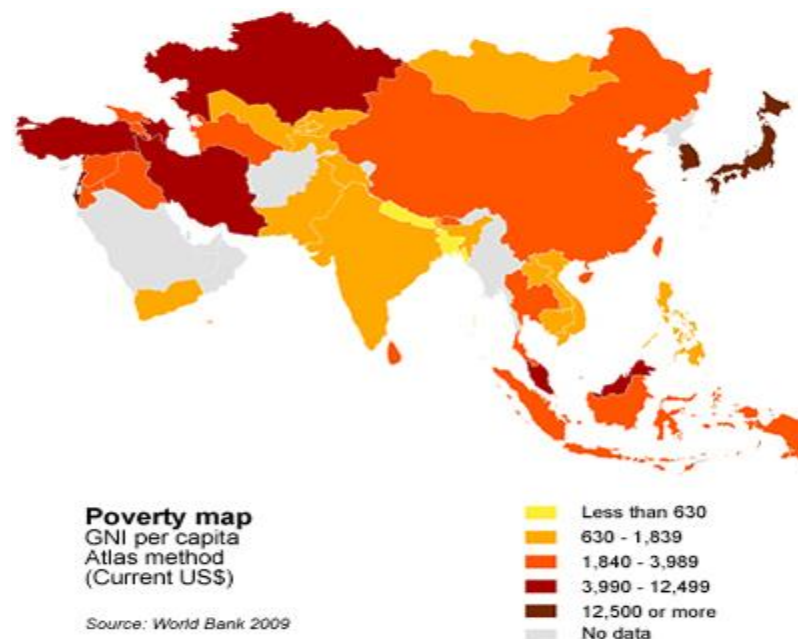 Poverty map
GNI per capita
Atlas method
(Current US$)
Source: World Bank 2009
Less than 630
630 - 1,839
1,840 - 3,989
3,990 - 12,499
12,500 or more
No data